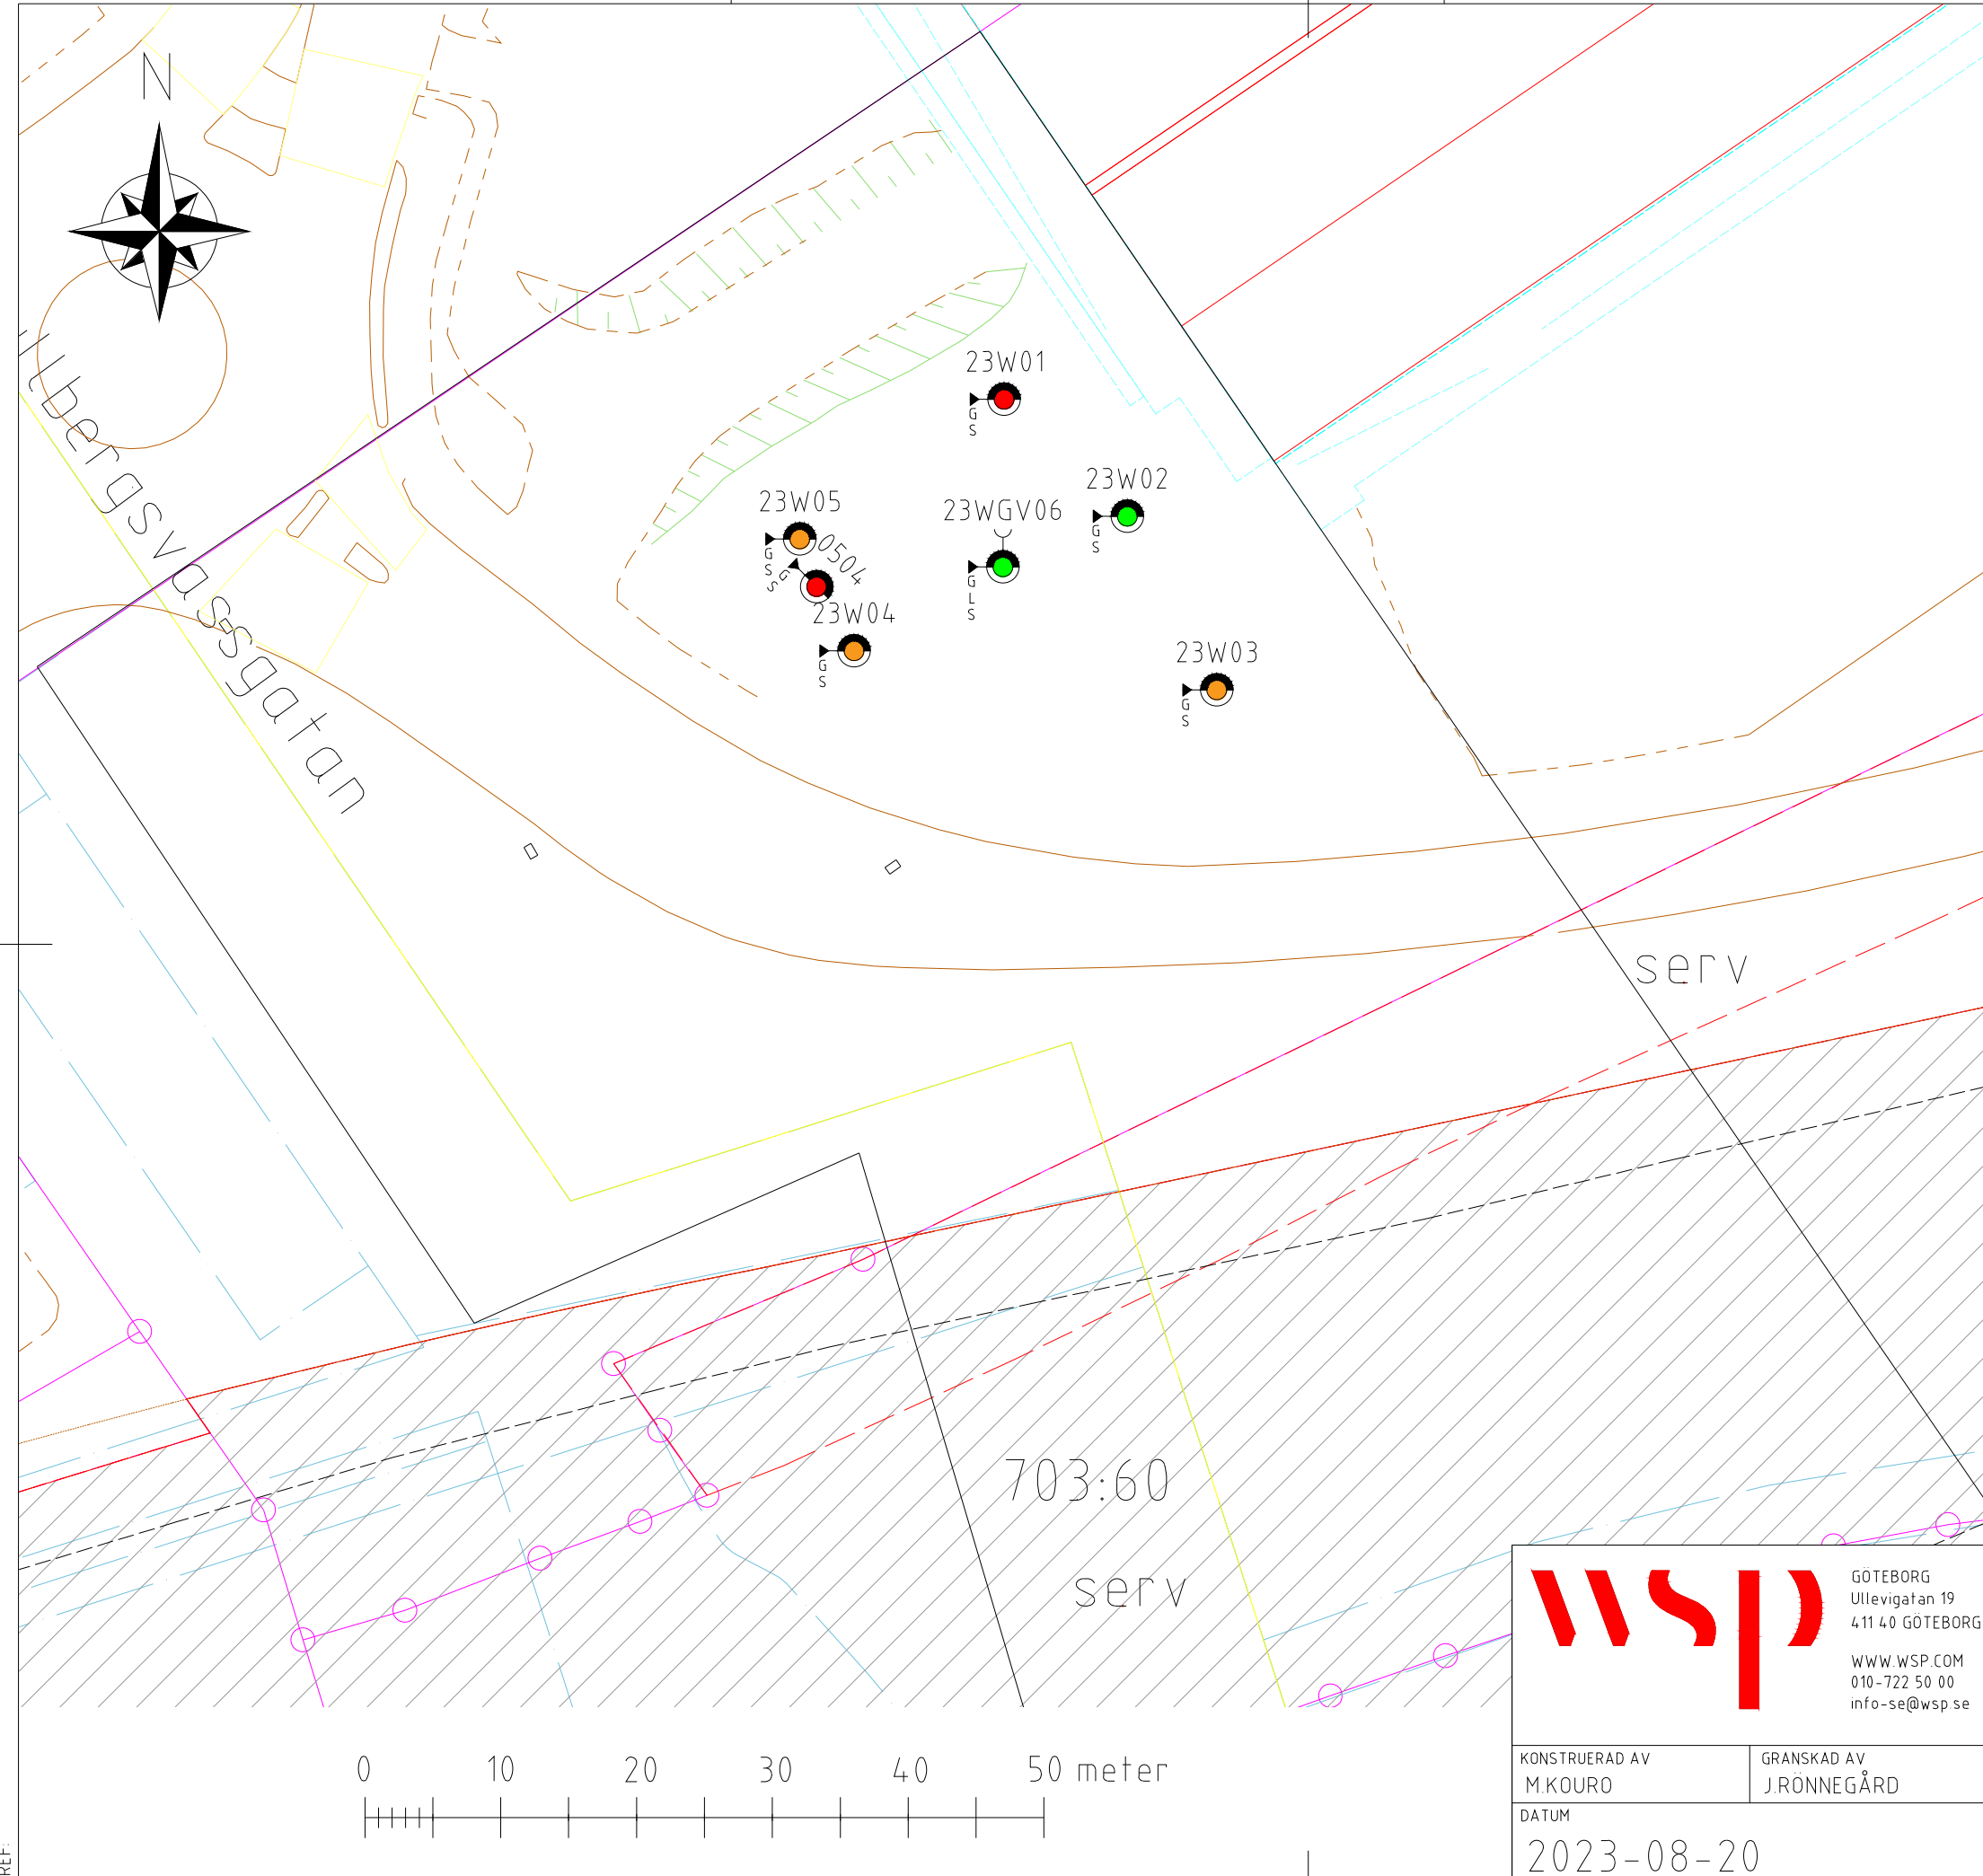 N
23W01
G
S
23W02
G
S
23W05
G
S
23WGV06
G
L
S
0504
G
S
23W04
G
S
23W03
G
S
serv
703:60
serv
wsp
GÖTEBORG
Ullevigatan 19
411 40 GÖTEBORG
WWW.WSP.COM
010-722 50 00
info-se@wsp.se
0 10 20 30 40 50 meter
KONSTRUERAD AV
M.KOURO
GRANSKAD AV
J.RÖNNEGÅRD
DATUM
2023-08-20
REF: